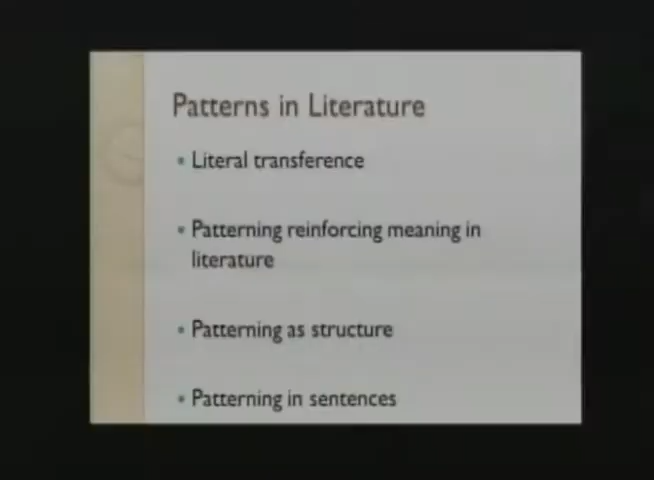 Patterns in Literature
• Literal transference
• Patterning reinforcing meaning in
literature
• Patterning as structure
• Patterning in sentences